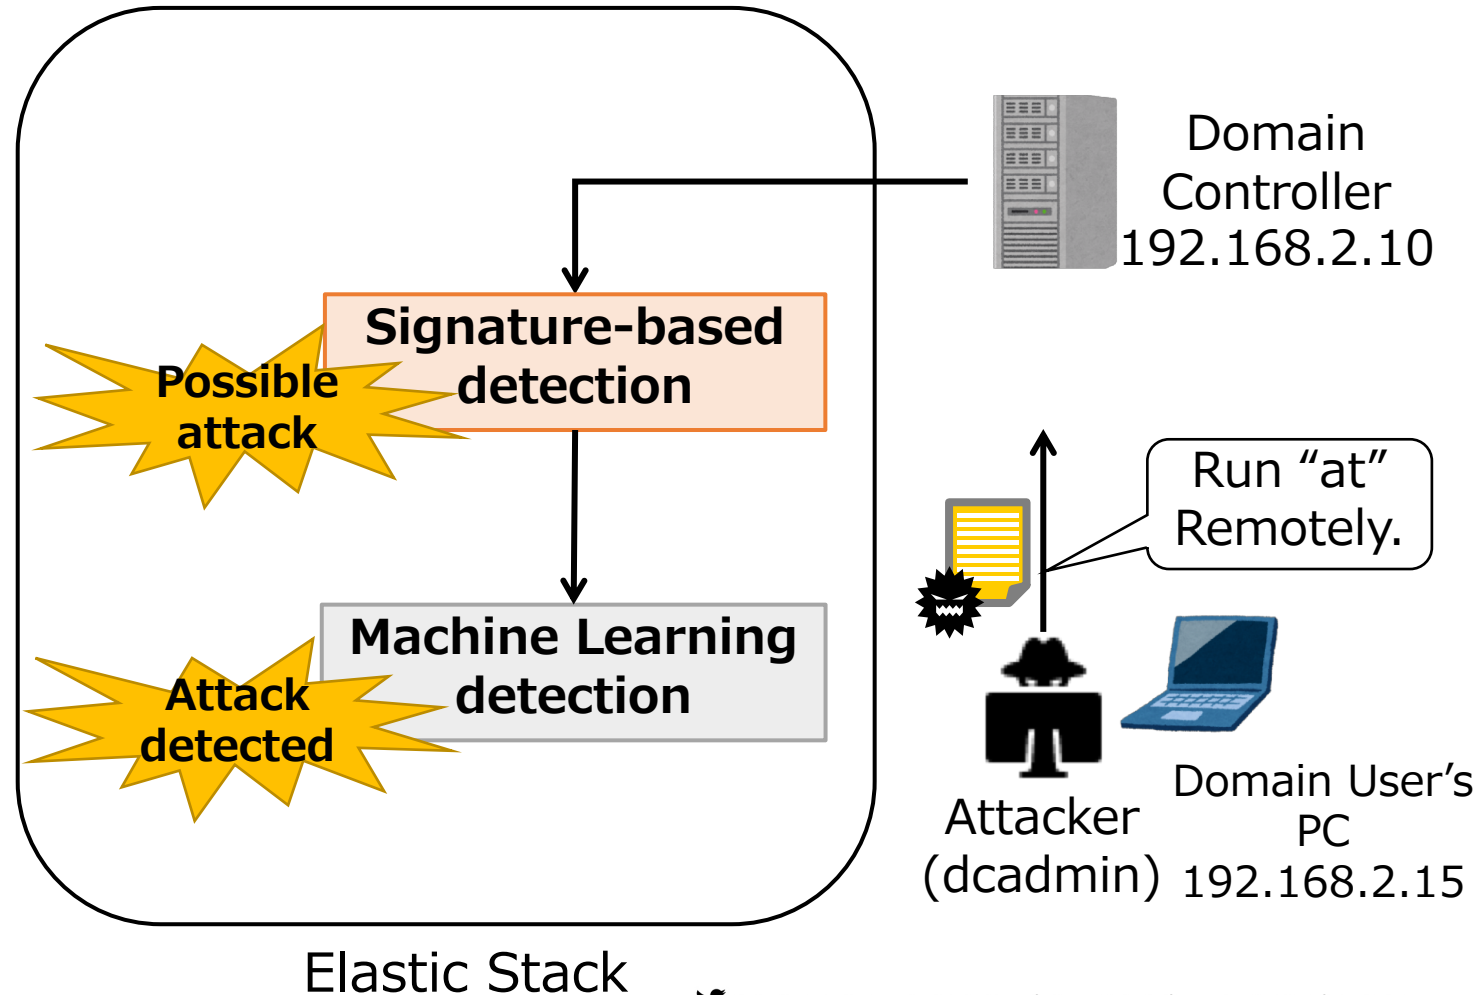 Domain
Controller
192.168.2.10
Signature-based
detection
Possible
attack
Run “at”
Remotely.
Machine Learning
detection
Attack
detected
Attacker
(dcadmin)
Domain User’s
PC
192.168.2.15
Elastic Stack